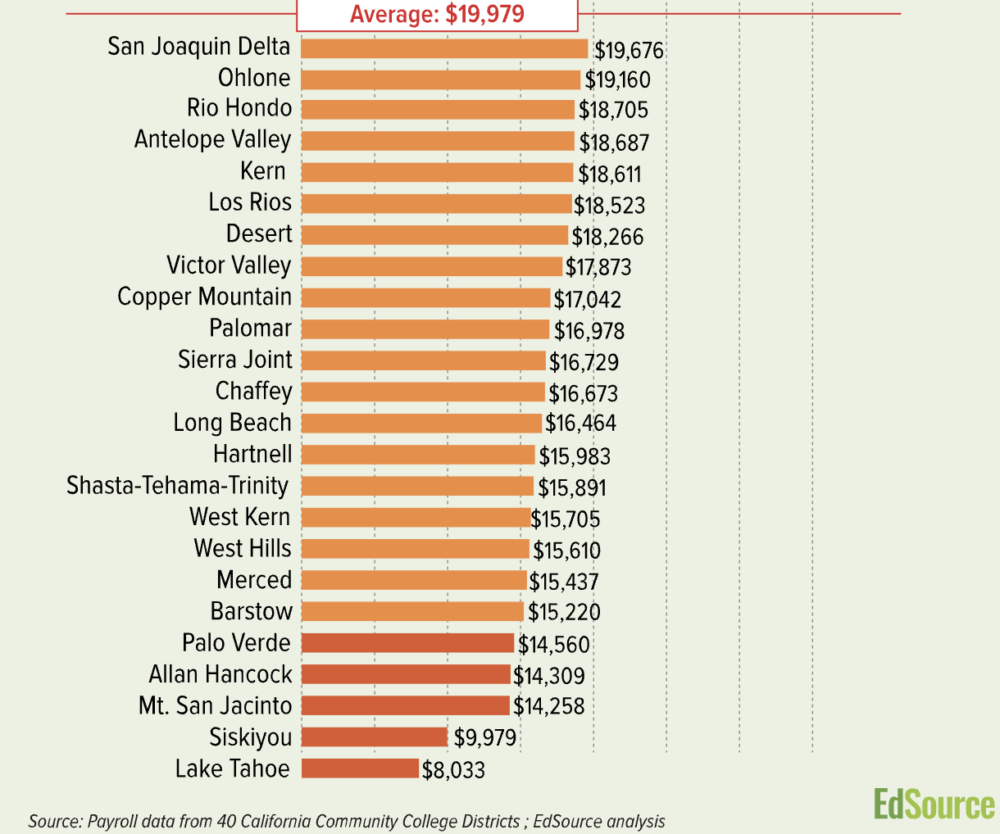 Average: $19,979
San Joaquin Delta $19,676
Ohlone $19,160
Rio Hondo $18,705
Antelope Valley $18,687
Kern $18,611
Los Rios $18,523
Desert $18,266
Victor Valley $17,873
Copper Mountain $17,042
Palomar $16,978
Sierra Joint $16,729
Chaffey $16,673
Long Beach $16,464
Hartnell $15,983
Shasta-Tehama-Trinity $15,891
West Kern $15,705
West Hills $15,610
Merced $15,437
Barstow $15,220
Palo Verde $14,560
Allan Hancock $14,309
Mt. San Jacinto $14,258
Siskiyou $9,979
Lake Tahoe $8,033
EdSource
Source: Payroll data from 40 California Community College Districts ; EdSource analysis